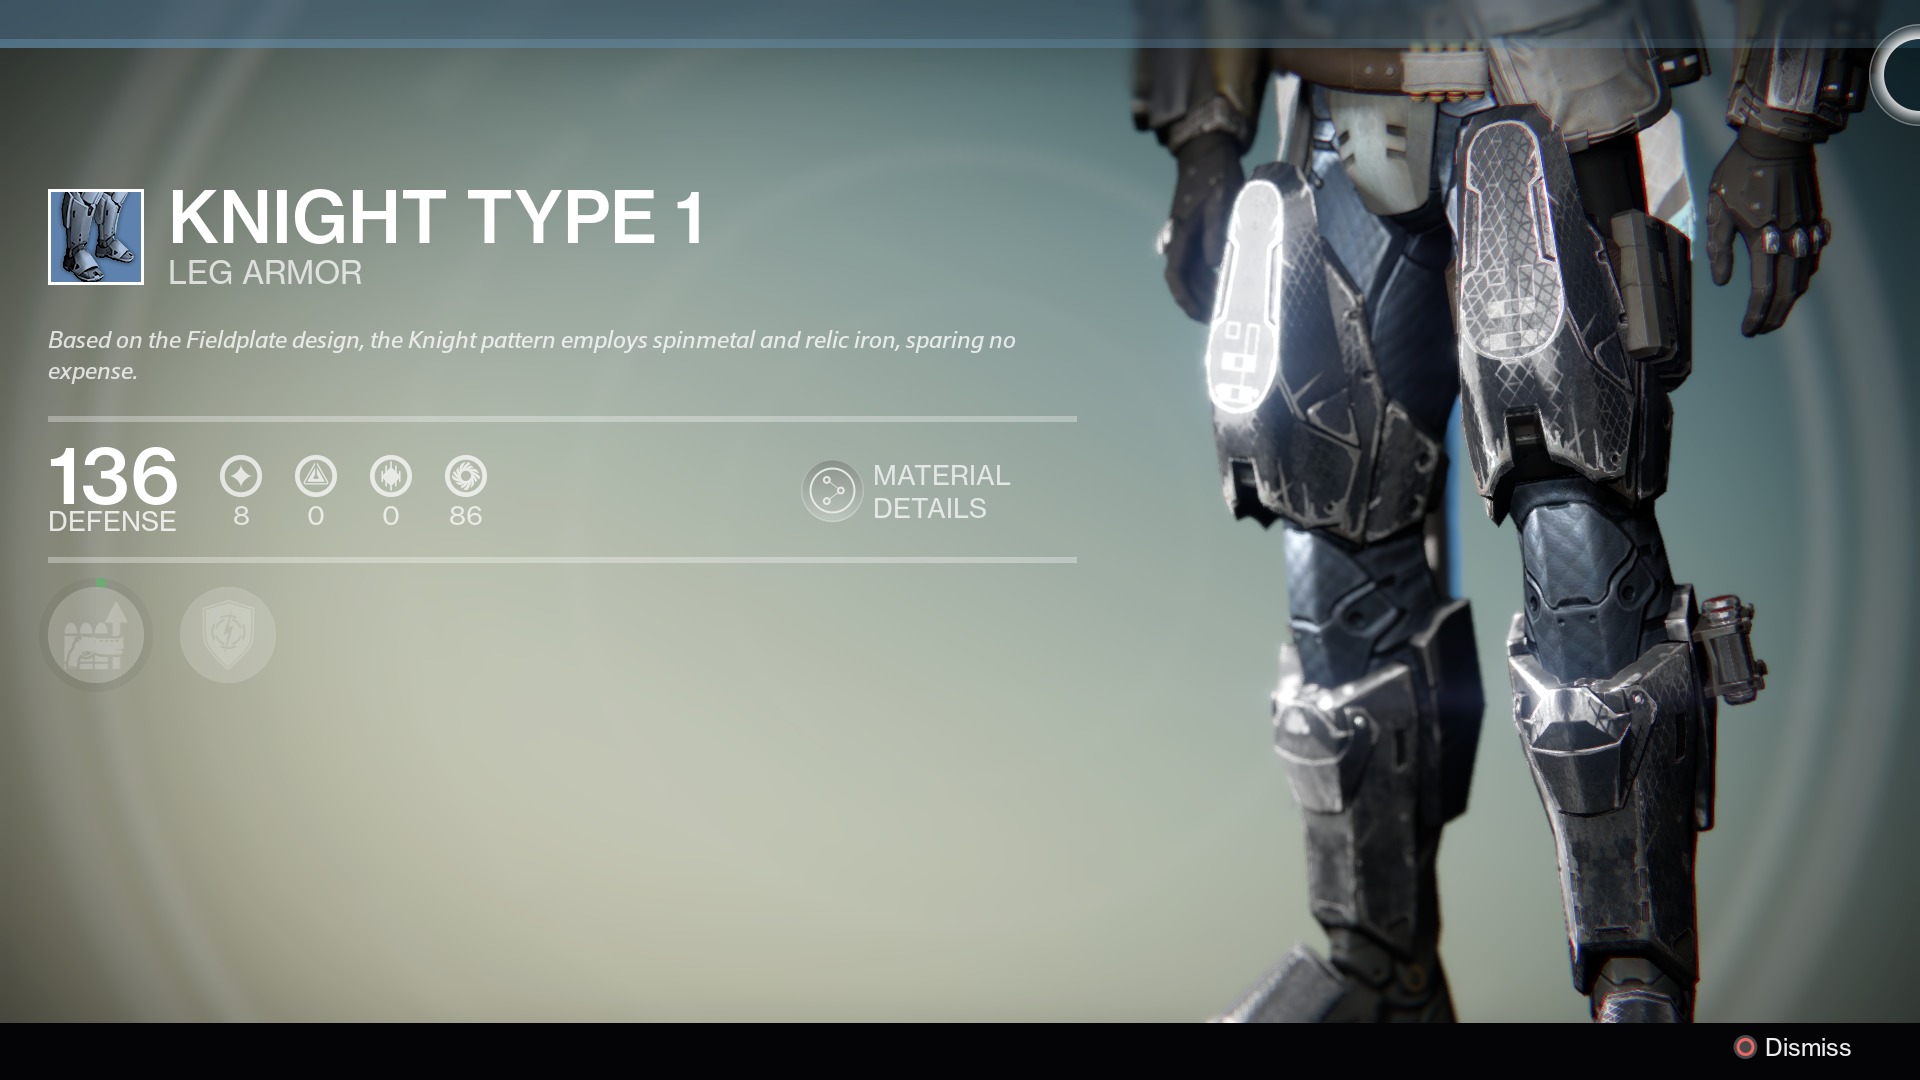 KNIGHT TYPE 1
LEG ARMOR
Based on the Fieldplate design, the Knight pattern employs spinmetal and relic iron, sparing no
expense.
136
DEFENSE
8
0
0
86
MATERIAL
DETAILS
Dismiss